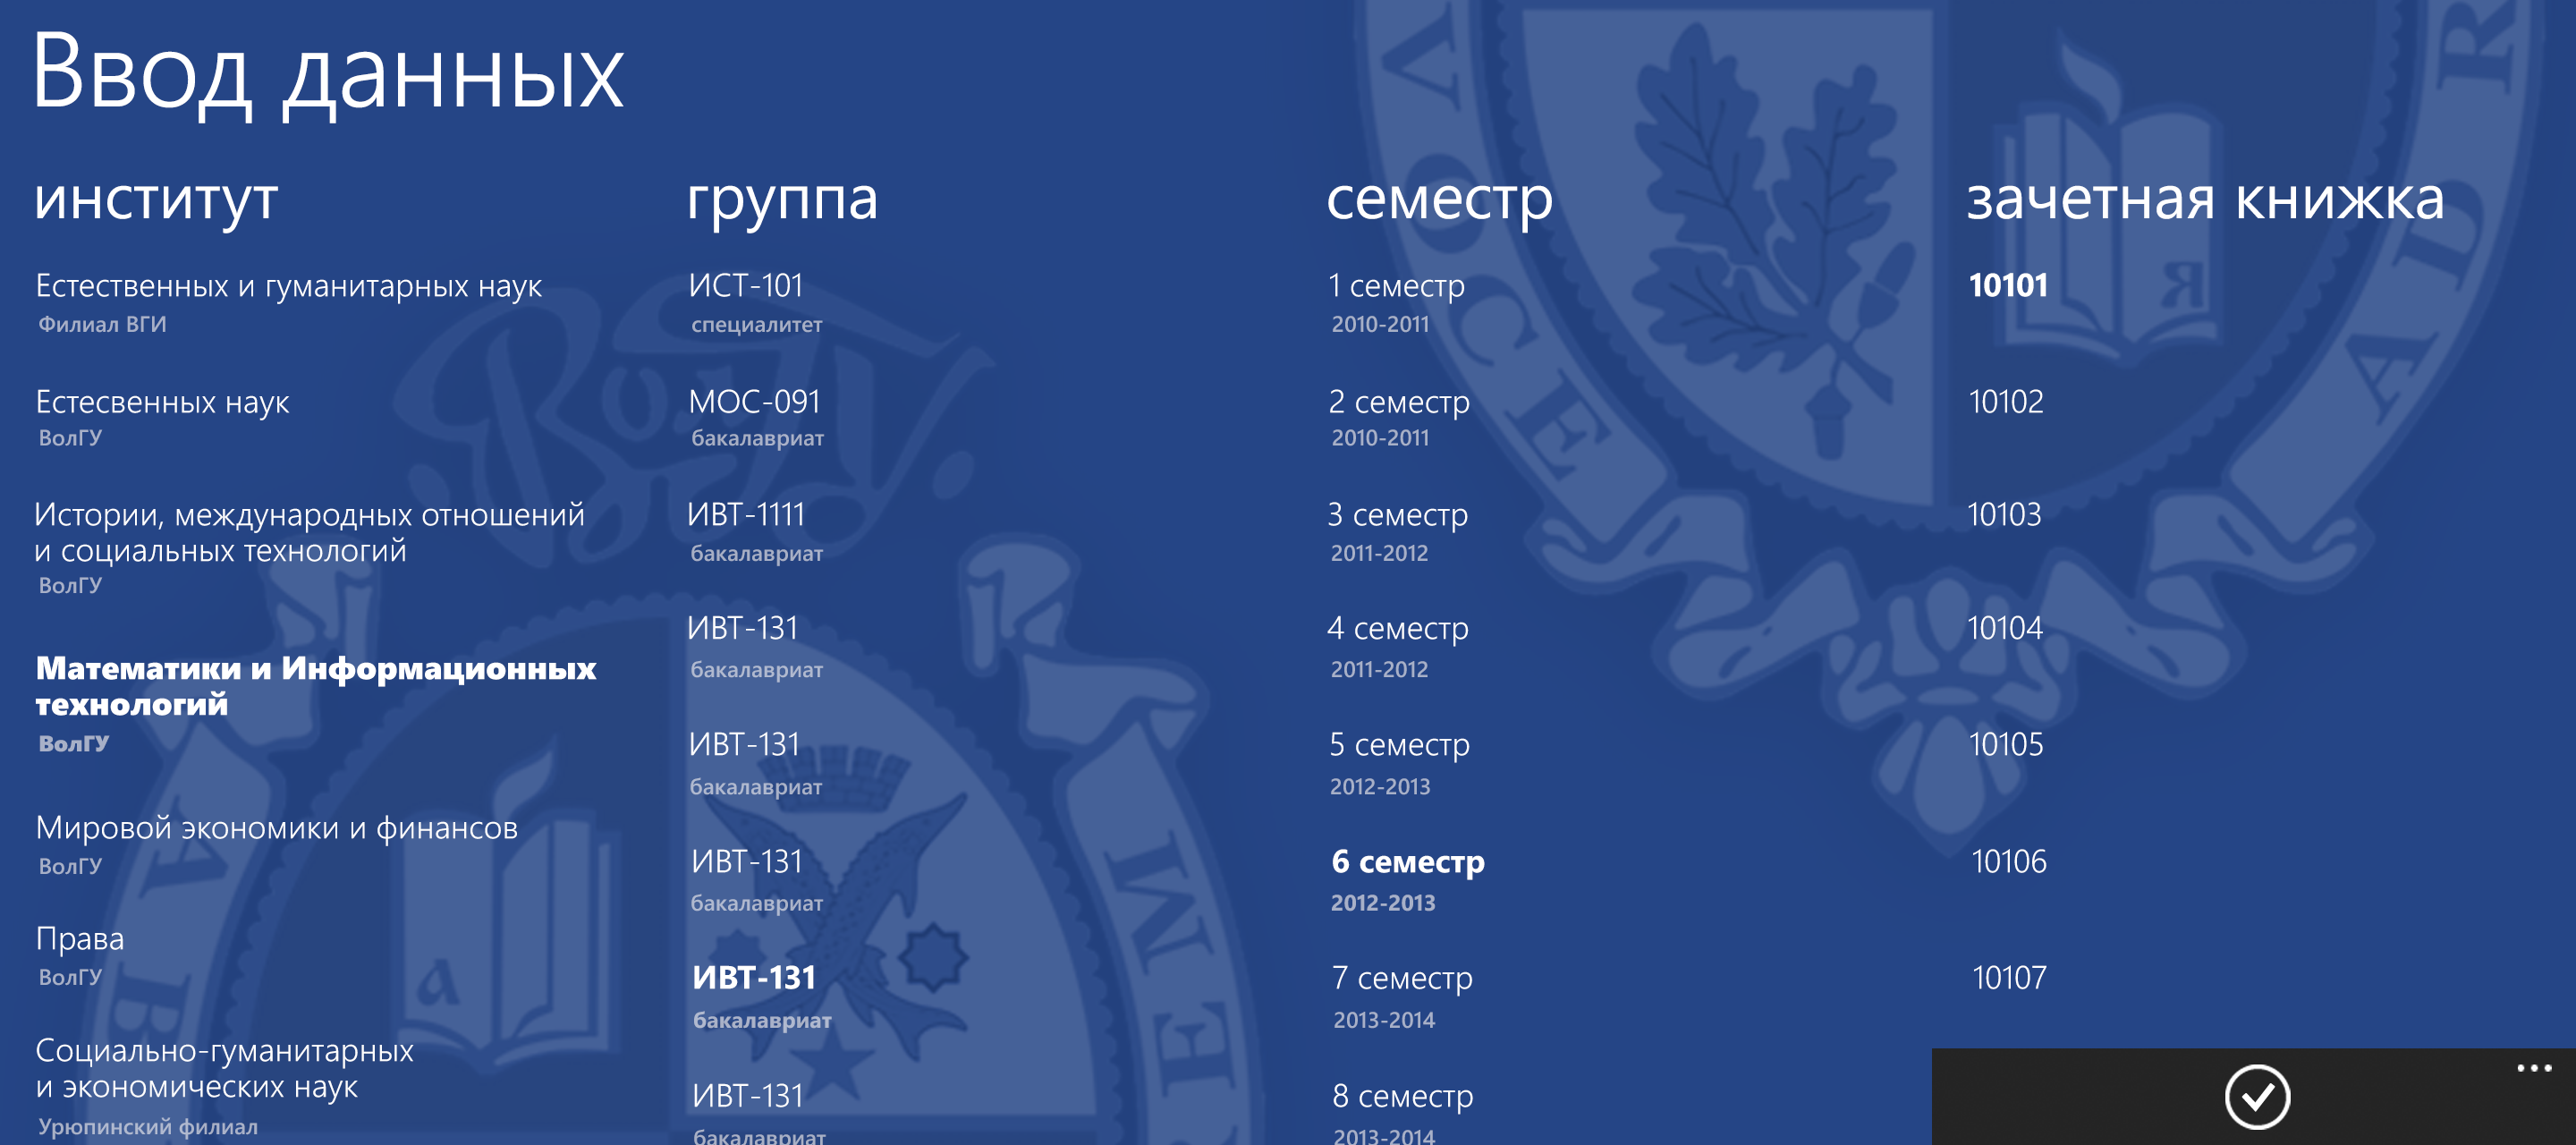 Ввод данных
институт
Естественных и гуманитарных наук
Филиал ВГИ
Естесвенных наук
ВолГУ
Истории, международных отношений
и социальных технологий
ВолГУ
Математики и Информационных
технологий
ВолГУ
Мировой экономики и финансов
ВолГУ
Права
ВолГУ
Социально-гуманитарных
и экономических наук
Урюпинский филиал
группа
ИСТ-101
специалитет
МОС-091
бакалавриат
ИВТ-1111
бакалавриат
ИВТ-131
бакалавриат
ИВТ-131
бакалавриат
ИВТ-131
бакалавриат
ИВТ-131
бакалавриат
ИВТ-131
бакалавриат
семестр
1 семестр
2010-2011
2 семестр
2010-2011
3 семестр
2011-2012
4 семестр
2011-2012
5 семестр
2012-2013
6 семестр
2012-2013
7 семестр
2013-2014
8 семестр
2013-2014
зачетная книжка
10101
10102
10103
10104
10105
10106
10107
ВолГУ
а
Я